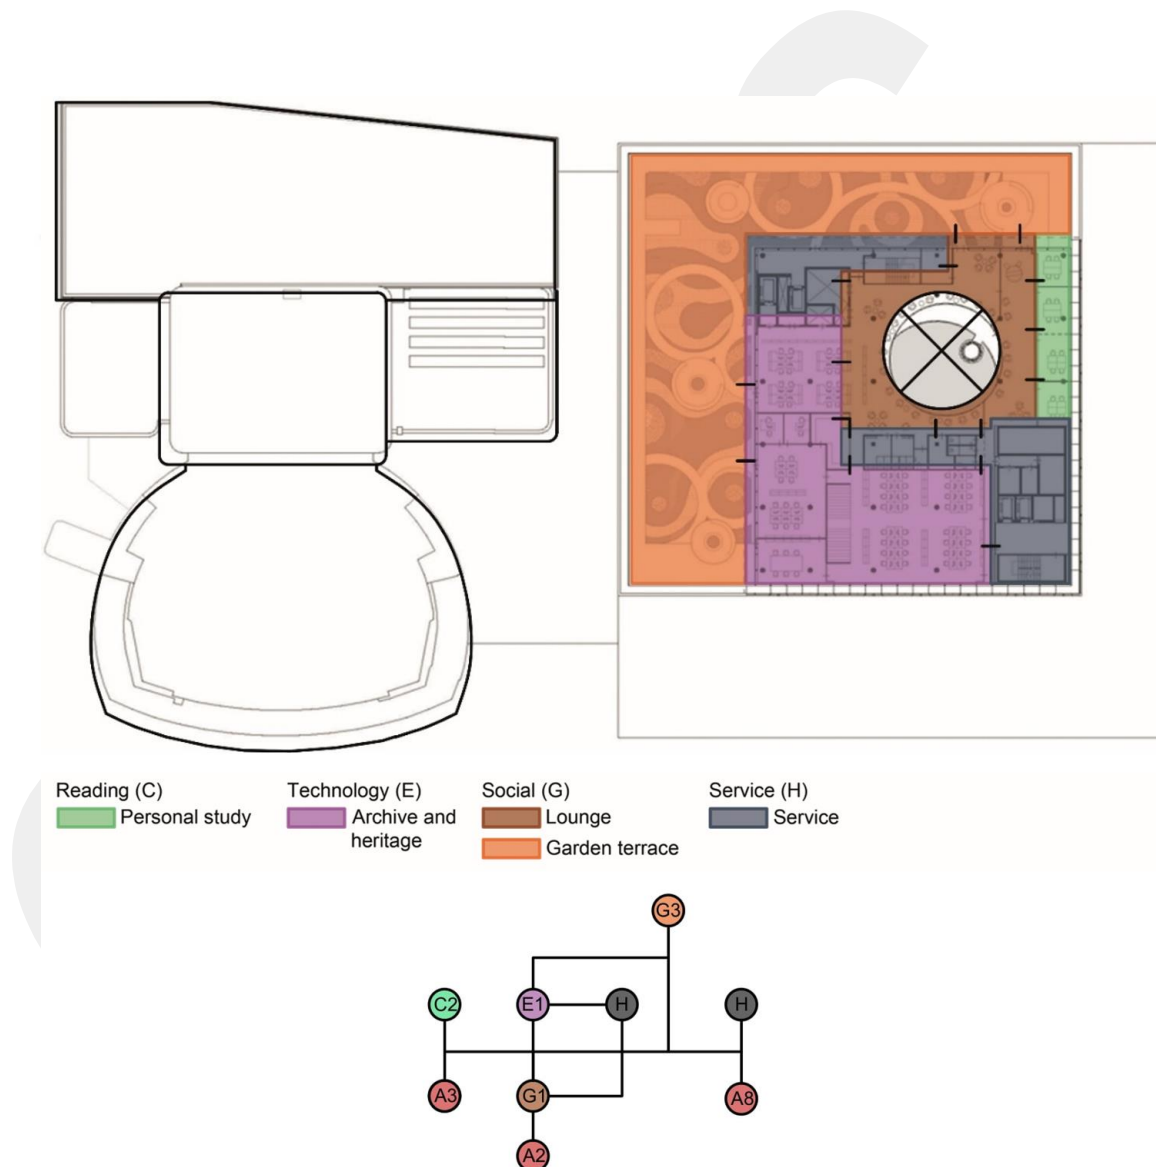 Reading (C)
Personal study
Technology (E)
Archive and
heritage
Social (G)
Lounge
Garden terrace
Service (H)
Service
G3
C2
E1
H
H
A3
G1
A8
A2